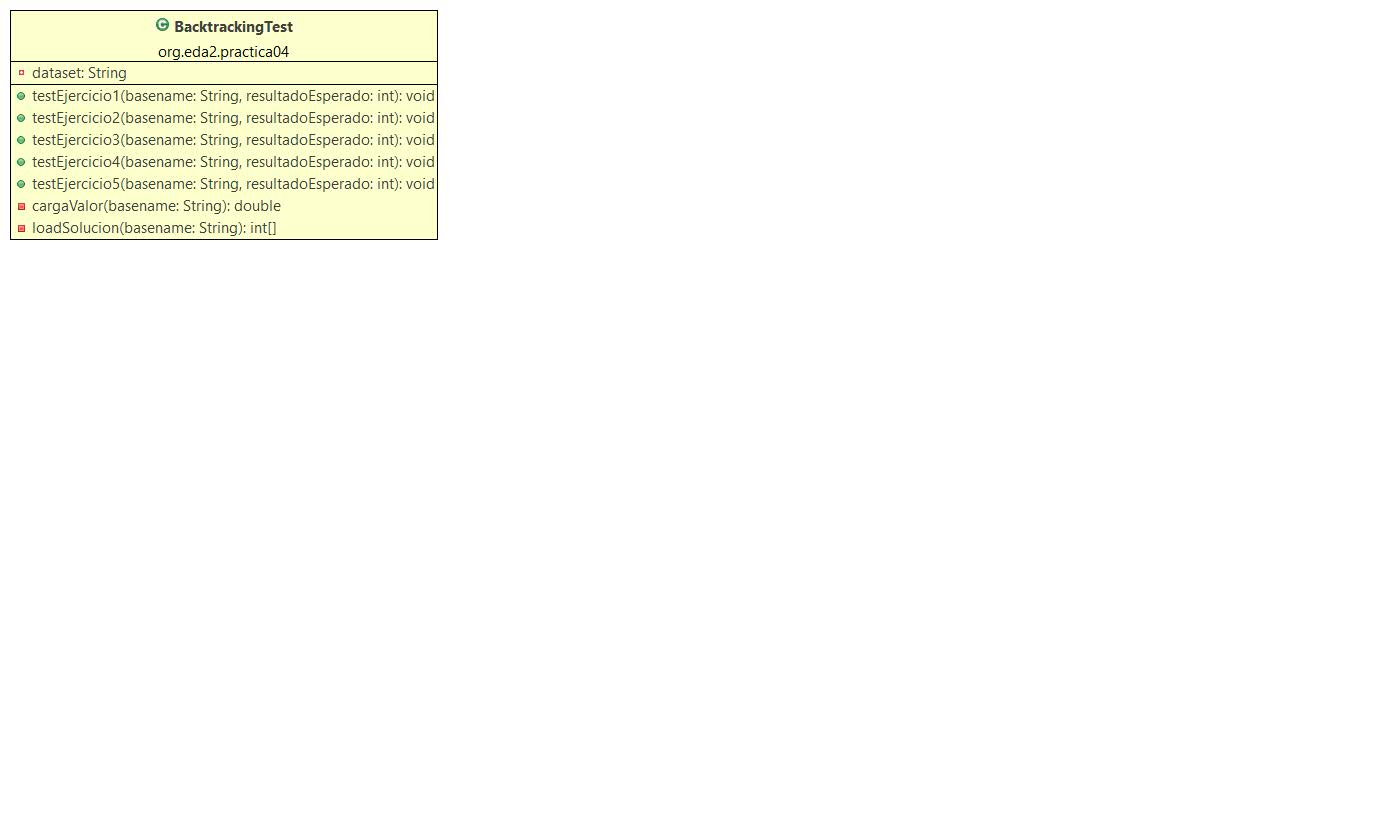 BacktrackingTest
org.eda2.practica04
dataset: String
testEjercicio1(basename: String, resultadoEsperado: int): void
testEjercicio2(basename: String, resultadoEsperado: int): void
testEjercicio3(basename: String, resultadoEsperado: int): void
testEjercicio4(basename: String, resultadoEsperado: int): void
testEjercicio5(basename: String, resultadoEsperado: int): void
cargaValor(basename: String): double
loadSolucion(basename: String): int[]